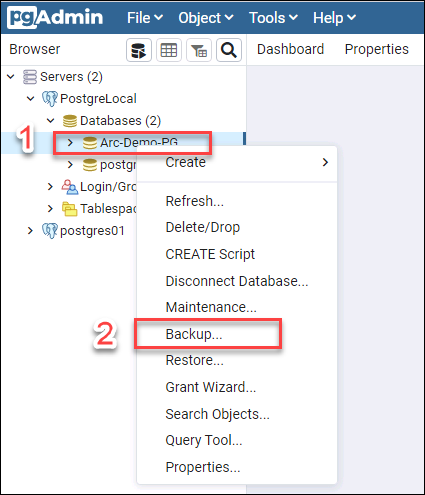 pgAdmin File Object Tools Help
Browser Dashboard Properties
Servers (2)
PostgreLocal
Databases (2)
1 Arc-Demo-PG
postgr
Login/Gro
Tablespac
postgres01
Create
Refresh...
Delete/Drop
CREATE Script
Disconnect Database...
Maintenance...
2 Backup...
Restore...
Grant Wizard...
Search Objects...
Query Tool...
Properties...